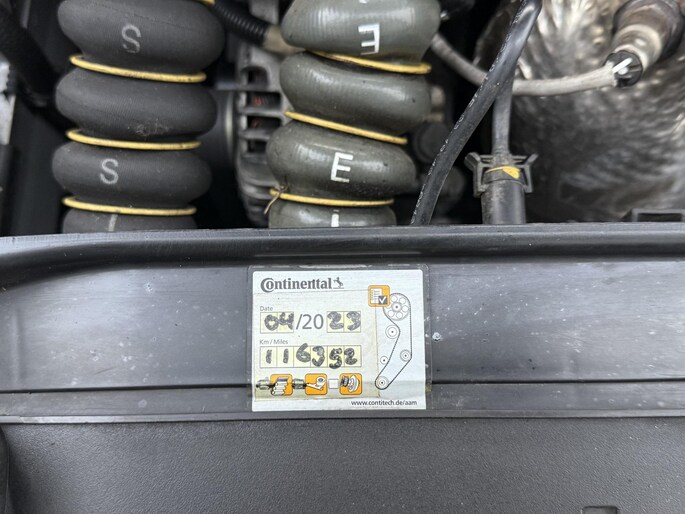 S
E
S
E
Continental
Date
04/2023
Km / Miles
116352
www.contitech.de/aam